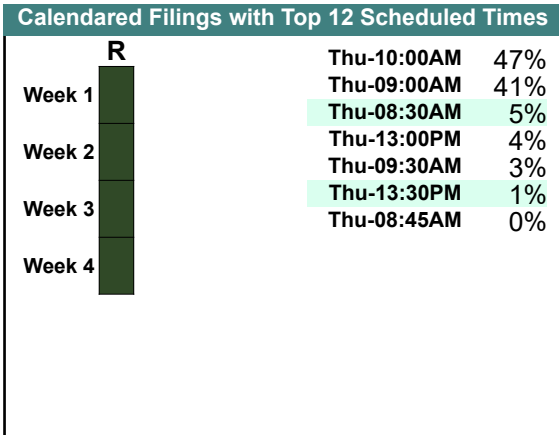 Calendared Filings with Top 12 Scheduled Times
R
Week 1
Week 2
Week 3
Week 4
Thu-10:00AM 47%
Thu-09:00AM 41%
Thu-08:30AM 5%
Thu-13:00PM 4%
Thu-09:30AM 3%
Thu-13:30PM 1%
Thu-08:45AM 0%